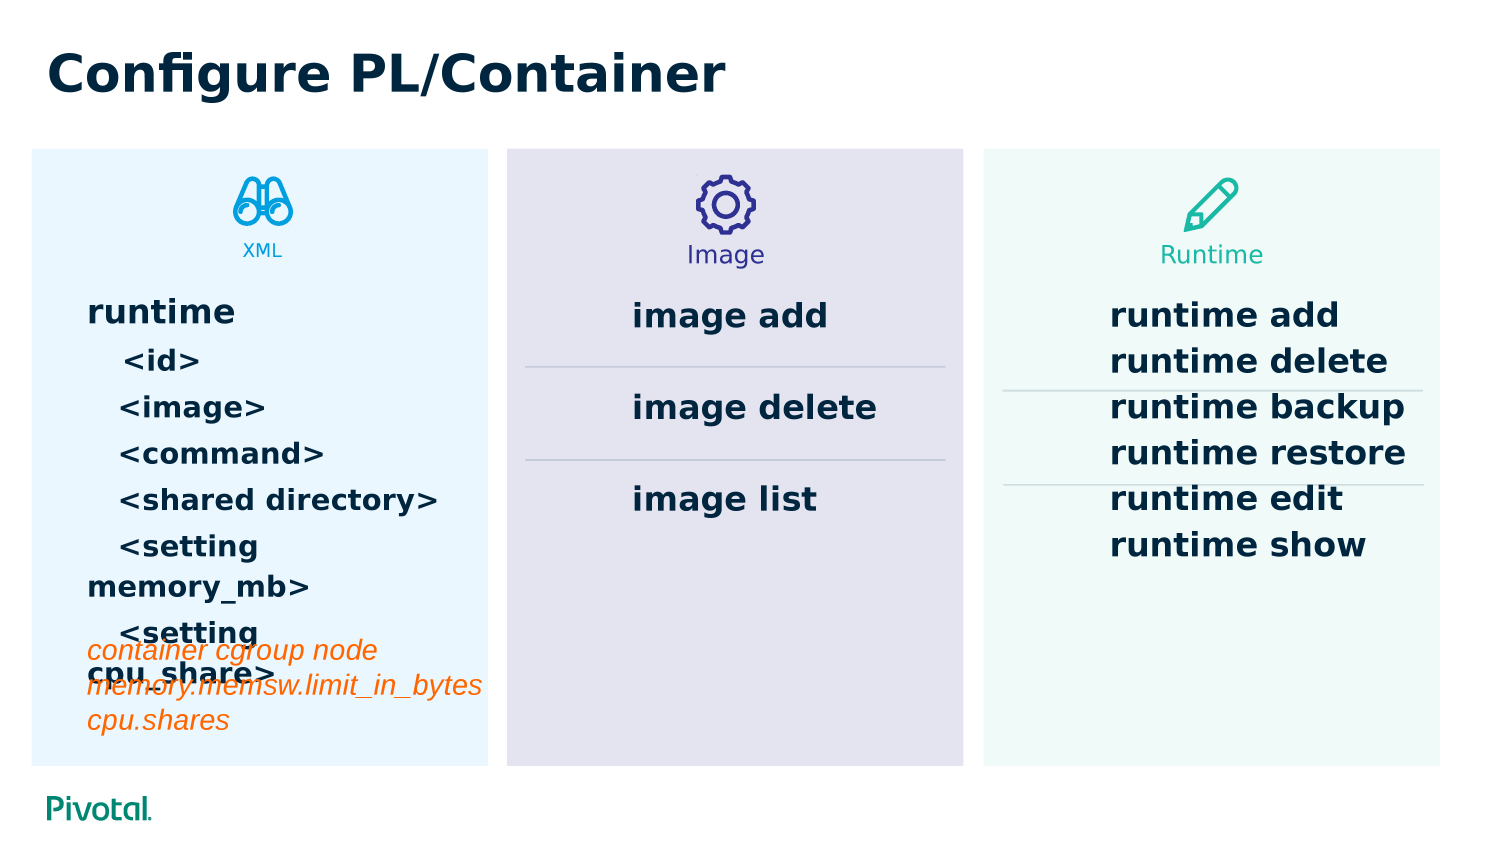 Configure PL/Container
XML
runtime
<id>
<image>
<command>
<shared directory>
<setting
memory_mb>
<setting
cpu_share>
container cgroup node
memory.memsw.limit_in_bytes
cpu.shares
Image
image add
image delete
image list
Runtime
runtime add
runtime delete
runtime backup
runtime restore
runtime edit
runtime show
Pivotal.